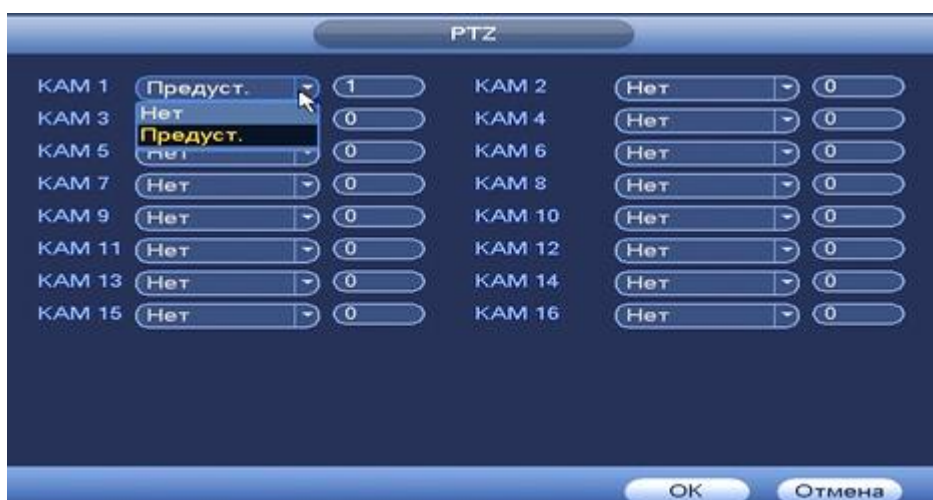 PTZ
КАМ 1 Предуст. 1 КАМ 2 Нет 0
КАМ 3 Нет 0 КАМ 4 Нет 0
Предуст.
КАМ 5 Нет 0 КАМ 6 Нет 0
КАМ 7 Нет 0 КАМ 8 Нет 0
КАМ 9 Нет 0 КАМ 10 Нет 0
КАМ 11 Нет 0 КАМ 12 Нет 0
КАМ 13 Нет 0 КАМ 14 Нет 0
КАМ 15 Нет 0 КАМ 16 Нет 0
OK Отмена